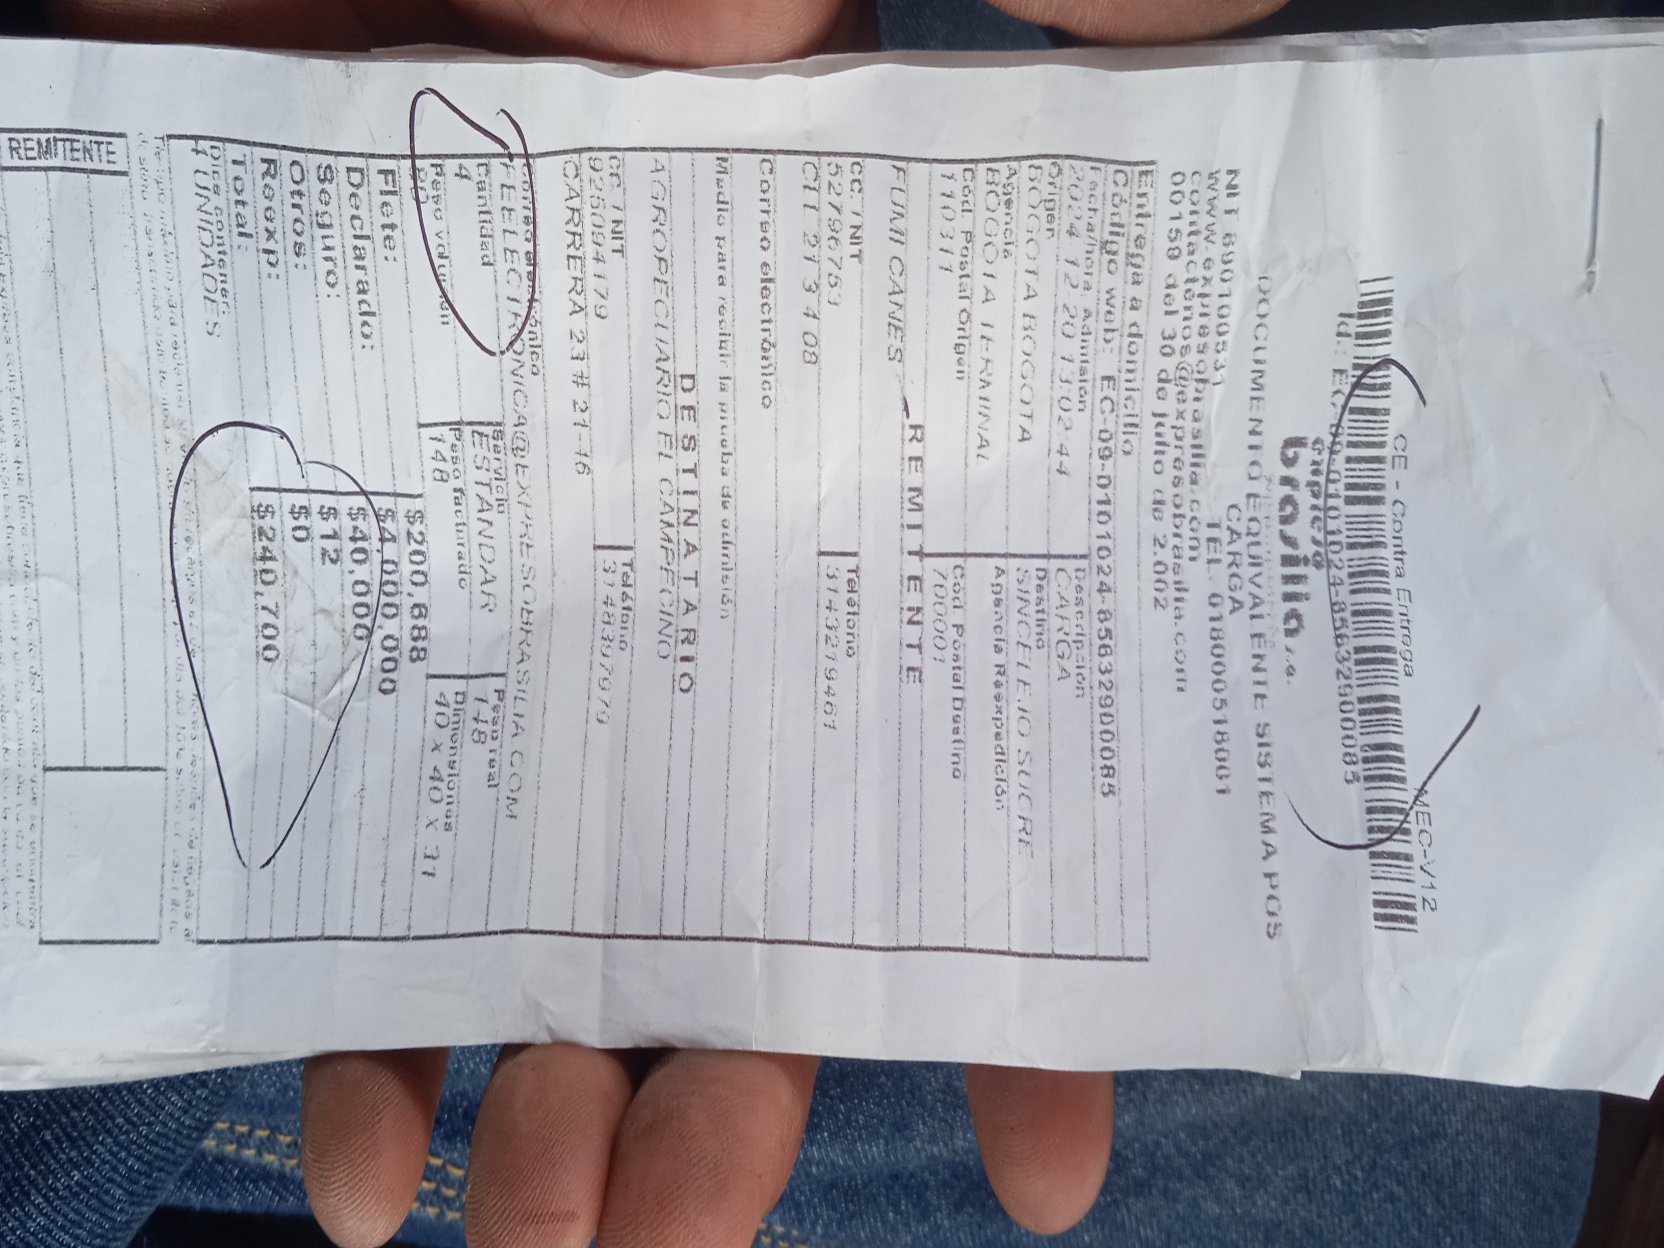 CE - Contra Entrega
MEC-V12
Id.: EC-09-0101024-8563290085
expreso
brasilia s.a.
DOCUMENTO EQUIVALENTE SISTEMA POS
CARGA
NIT 890100531 TEL. 018000518001
www.expresobrasilia.com
contactenos@expresobrasilia.com
00159 del 30 de julio de 2.002
Entrega a domicilio
Código web: EC-09-0101024-8563290085
Fecha/hora admisión Descripción
2024 12 20 13:02:44 CARGA
Origen Destino
BOGOTA BOGOTA SINCELEJO SUCRE
Agencia Agencia Reexpedición
BOGOTA TERMINAL
Cód. Postal Origen Cód. Postal Destino
110311 700001
REMITENTE
FUMI CANES
CC. / NIT Teléfono
52796753 3143219461
CLL 21 3 4 08
Correo electrónico
Medio para recibir la prueba de admisión
DESTINATARIO
AGROPECUARIO EL CAMPECINO
CC. / NIT Teléfono
925094179 3148397979
CARRERA 23 # 21-16
Correo electrónico
FEELECTRONICA@EXPRESOBRASILIA.COM
Cantidad Servicio Peso real
4 ESTANDAR 148
Peso volumen Peso facturado Dimensiones
148 40 x 40 x 31
Flete: $200,688
Declarado: $4,000,000
Seguro: $40,000
Otros: $12
Reexp: $0
Total: $240,700
Dice contener:
4 UNIDADES
REMITENTE